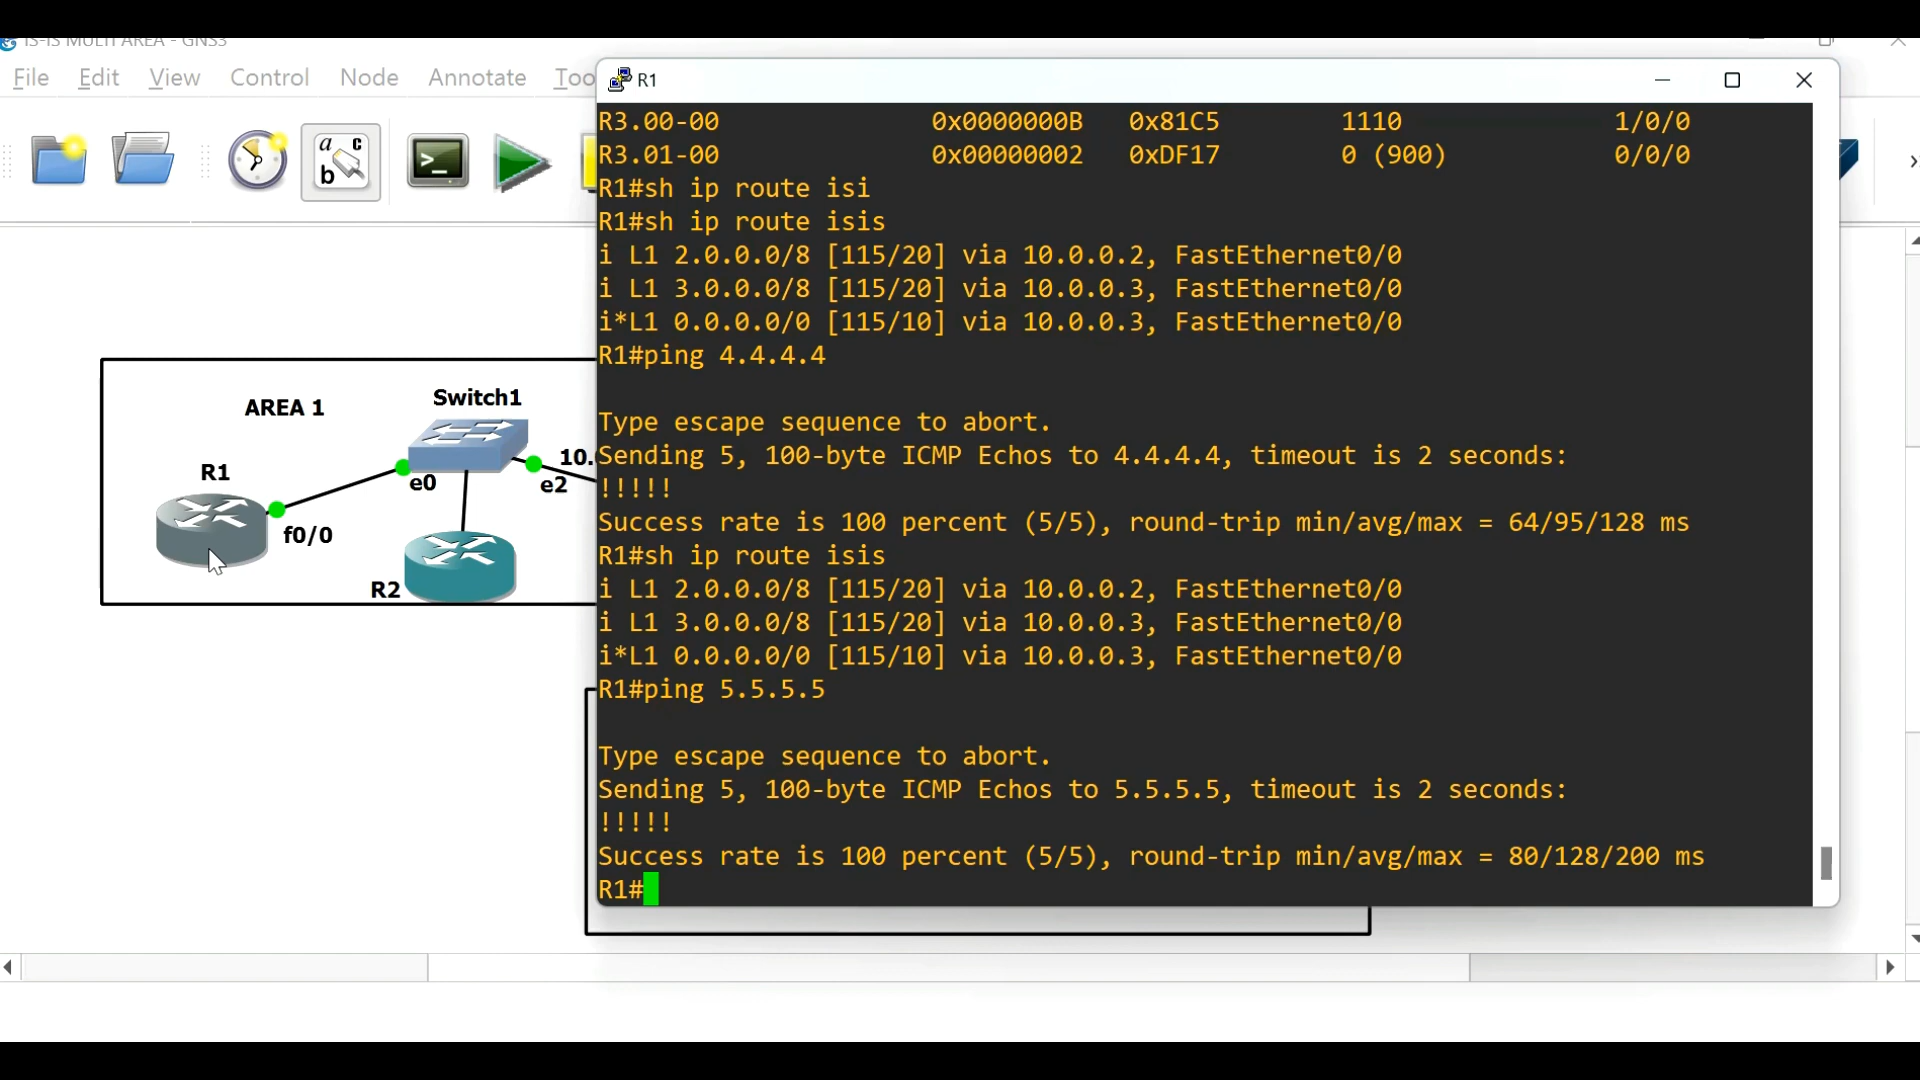 IS-IS MULTI AREA - GNS3
File Edit View Control Node Annotate
R1
R3.00-00 0x0000000B 0x81C5 1110 1/0/0
R3.01-00 0x00000002 0xDF17 0 (900) 0/0/0
R1#sh ip route isi
R1#sh ip route isis
i L1 2.0.0.0/8 [115/20] via 10.0.0.2, FastEthernet0/0
i L1 3.0.0.0/8 [115/20] via 10.0.0.3, FastEthernet0/0
i*L1 0.0.0.0/0 [115/10] via 10.0.0.3, FastEthernet0/0
R1#ping 4.4.4.4
Type escape sequence to abort.
Sending 5, 100-byte ICMP Echos to 4.4.4.4, timeout is 2 seconds:
!!!!!
Success rate is 100 percent (5/5), round-trip min/avg/max = 64/95/128 ms
R1#sh ip route isis
i L1 2.0.0.0/8 [115/20] via 10.0.0.2, FastEthernet0/0
i L1 3.0.0.0/8 [115/20] via 10.0.0.3, FastEthernet0/0
i*L1 0.0.0.0/0 [115/10] via 10.0.0.3, FastEthernet0/0
R1#ping 5.5.5.5
Type escape sequence to abort.
Sending 5, 100-byte ICMP Echos to 5.5.5.5, timeout is 2 seconds:
!!!!!
Success rate is 100 percent (5/5), round-trip min/avg/max = 80/128/200 ms
R1#
a c
b
AREA 1
Switch1
R1
e0
10.
e2
f0/0
R2